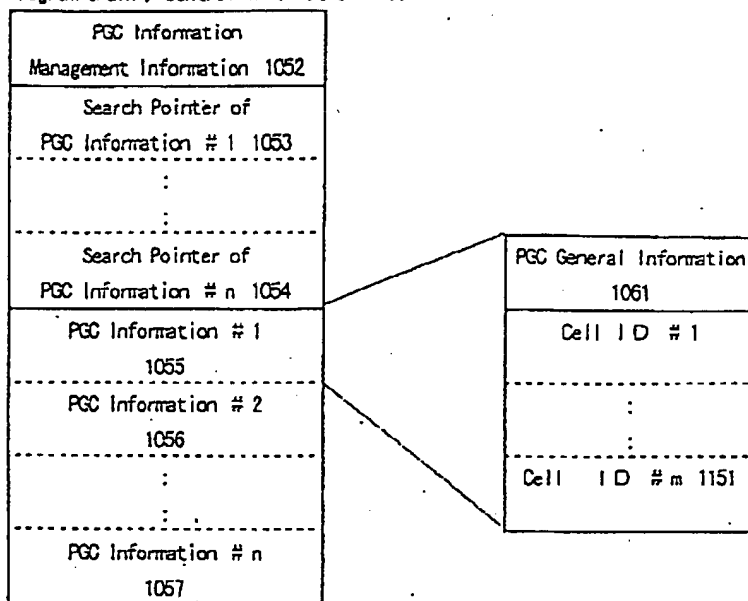 PGC Information
Management Information 1052
Search Pointer of
PGC Information # 1 1053
:
:
Search Pointer of
PGC Information # n 1054
PGC Information # 1
1055
PGC Information # 2
1056
:
:
PGC Information # n
1057
PGC General Information
1061
Cell ID # 1
:
:
Cell ID # m 1151